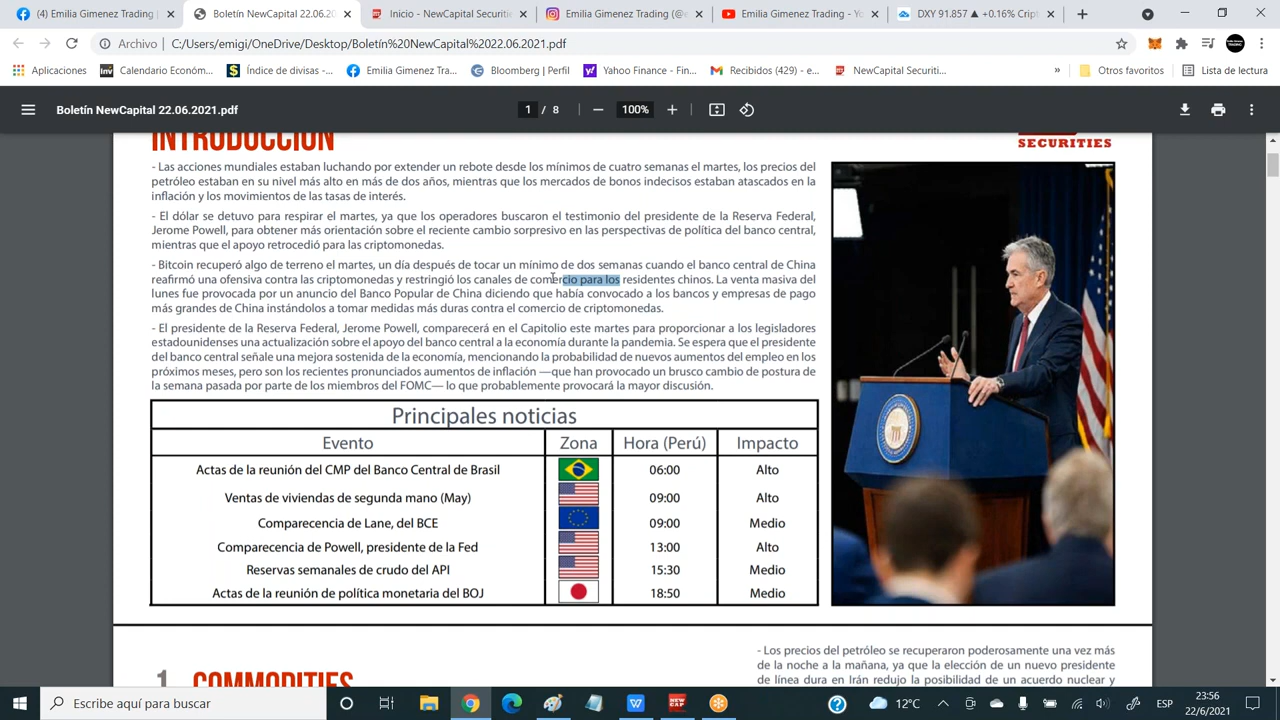 (4) Emilia Gimenez Trading |
Boletín NewCapital 22.06.20
Inicio - NewCapital Securitie
Emilia Gimenez Trading (@e
Emilia Gimenez Trading - Yo
DXY 91.857 ▲ +0.16% Crip
Archivo | C:/Users/emigi/OneDrive/Desktop/Boletín%20NewCapital%2022.06.2021.pdf
Aplicaciones
Calendario Económ...
Índice de divisas -...
Emilia Gimenez Tra...
Bloomberg | Perfil
Yahoo Finance - Fin...
Recibidos (429) - e...
NewCapital Securiti...
»
Otros favoritos
Lista de lectura
Boletín NewCapital 22.06.2021.pdf
1 / 8
100%
INTRODUCCIÓN
SECURITIES
- Las acciones mundiales estaban luchando por extender un rebote desde los mínimos de cuatro semanas el martes, los precios del
petróleo estaban en su nivel más alto en más de dos años, mientras que los mercados de bonos indecisos estaban atascados en la
inflación y los movimientos de las tasas de interés.
- El dólar se detuvo para respirar el martes, ya que los operadores buscaron el testimonio del presidente de la Reserva Federal,
Jerome Powell, para obtener más orientación sobre el reciente cambio sorpresivo en las perspectivas de política del banco central,
mientras que el apoyo retrocedió para las criptomonedas.
- Bitcoin recuperó algo de terreno el martes, un día después de tocar un mínimo de dos semanas cuando el banco central de China
reafirmó una ofensiva contra las criptomonedas y restringió los canales de comercio para los residentes chinos. La venta masiva del
lunes fue provocada por un anuncio del Banco Popular de China diciendo que había convocado a los bancos y empresas de pago
más grandes de China instándolos a tomar medidas más duras contra el comercio de criptomonedas.
- El presidente de la Reserva Federal, Jerome Powell, comparecerá en el Capitolio este martes para proporcionar a los legisladores
estadounidenses una actualización sobre el apoyo del banco central a la economía durante la pandemia. Se espera que el presidente
del banco central señale una mejora sostenida de la economía, mencionando la probabilidad de nuevos aumentos del empleo en los
próximos meses, pero son los recientes pronunciados aumentos de inflación —que han provocado un brusco cambio de postura de
la semana pasada por parte de los miembros del FOMC— lo que probablemente provocará la mayor discusión.
Principales noticias
Evento Zona Hora (Perú) Impacto
Actas de la reunión del CMP del Banco Central de Brasil 06:00 Alto
Ventas de viviendas de segunda mano (May) 09:00 Alto
Comparecencia de Lane, del BCE 09:00 Medio
Comparecencia de Powell, presidente de la Fed 13:00 Alto
Reservas semanales de crudo del API 15:30 Medio
Actas de la reunión de política monetaria del BOJ 18:50 Medio
1 COMMODITIES
- Los precios del petróleo se recuperaron poderosamente una vez más
de la noche a la mañana, ya que la elección de un nuevo presidente
de línea dura en Irán redujo la posibilidad de un acuerdo nuclear y
Escribe aquí para buscar
NEW
CAP
12°C
ESP
23:56
22/6/2021